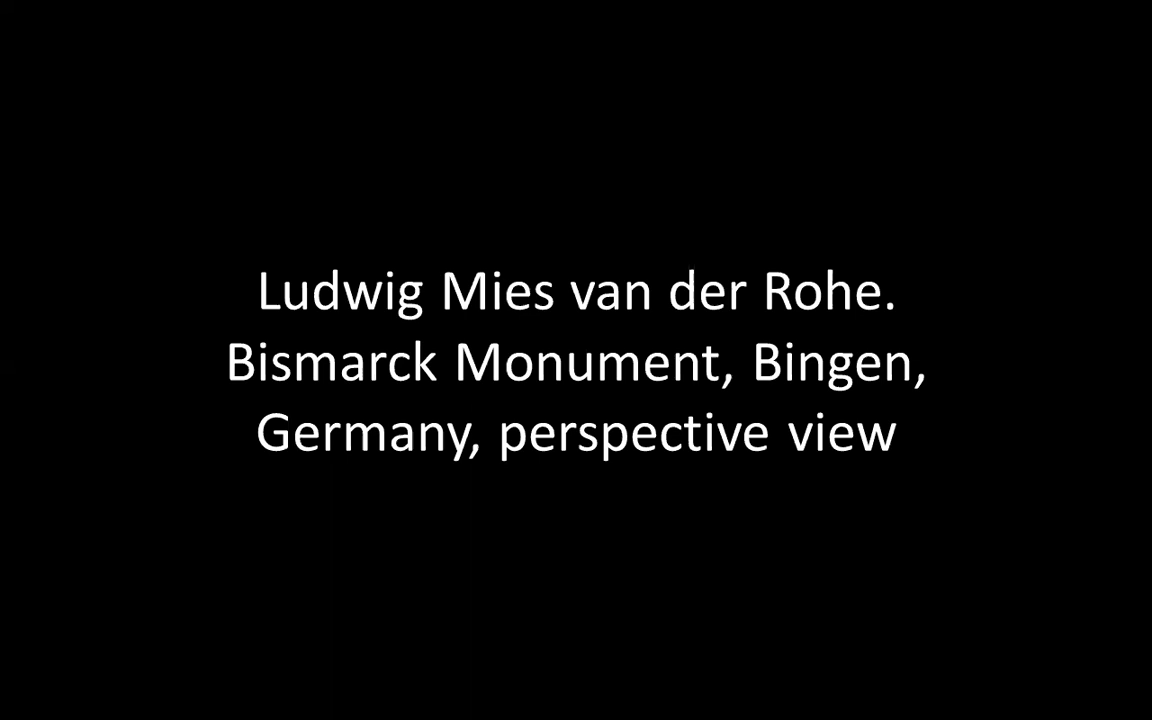 Ludwig Mies van der Rohe.
Bismarck Monument, Bingen,
Germany, perspective view